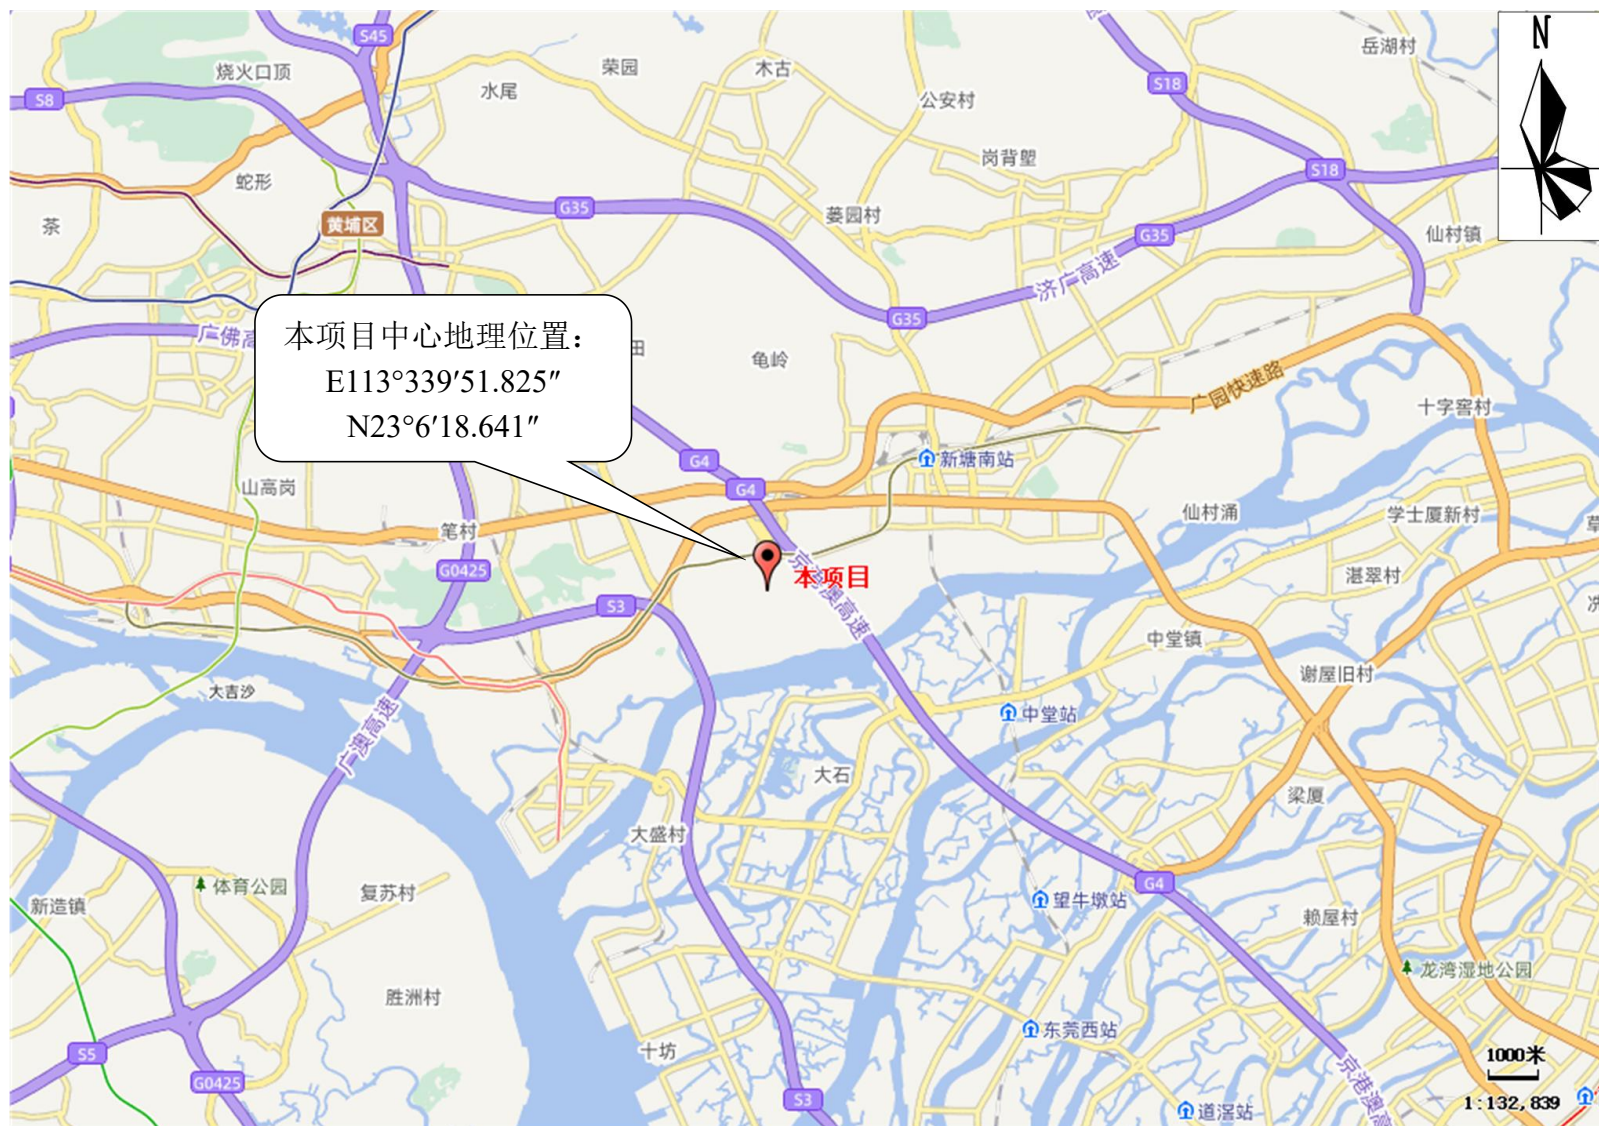 S45
N
岳湖村
烧火口顶
荣园
木古
水尾
S8
S18
公安村
岗背塱
S18
蛇形
G35
黄埔区
蒌园村
茶
G35
仙村镇
济广高速
G35
广佛高
田
龟岭
本项目中心地理位置：
E113°339′51.825″
N23°6′18.641″
广园快速路
十字窖村
G4
新塘南站
G4
山高岗
仙村涌
学士厦新村
草
笔村
G0425
本项目
京港澳高速
湛翠村
冼
S3
中堂镇
谢屋旧村
大吉沙
中堂站
广澳高速
大石
梁厦
大盛村
体育公园
复苏村
G4
望牛墩站
新造镇
赖屋村
龙湾湿地公园
胜洲村
东莞西站
十坊
S5
G0425
1000米
京港澳高
S3
道滘站
1:132,839